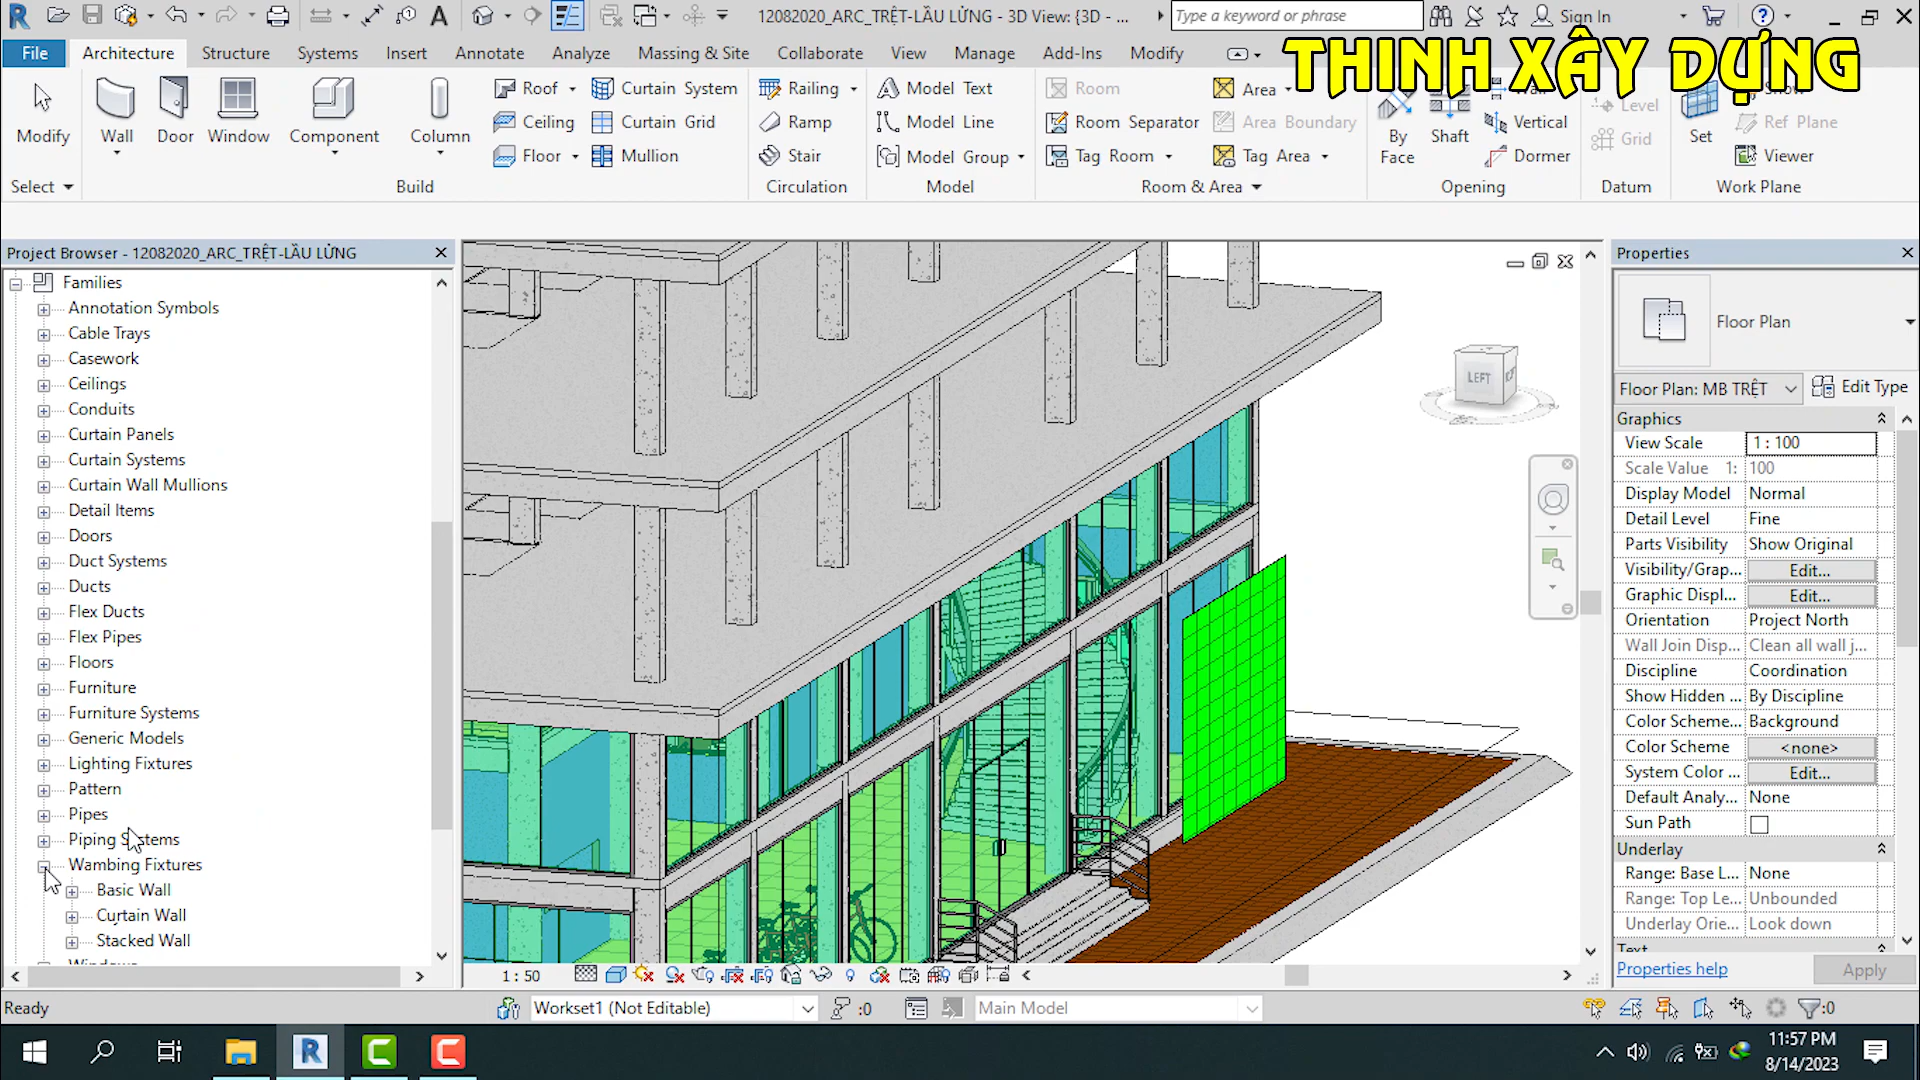 12082020_ARC_TRỆT-LẦU LỬNG - 3D View: {3D - ...
Type a keyword or phrase
Sign In
File
Architecture
Structure
Systems
Insert
Annotate
Analyze
Massing & Site
Collaborate
View
Manage
Add-Ins
Modify
THINH XÂY DỰNG
Modify
Wall
Door
Window
Component
Column
Roof
Ceiling
Floor
Curtain System
Curtain Grid
Mullion
Railing
Ramp
Stair
Model Text
Model Line
Model Group
Room
Room Separator
Tag Room
Area
Area Boundary
Tag Area
By Face
Shaft
Wall
Vertical
Dormer
Level
Grid
Set
Show
Ref Plane
Viewer
Select
Build
Circulation
Model
Room & Area
Opening
Datum
Work Plane
Project Browser - 12082020_ARC_TRỆT-LẦU LỬNG
Families
Annotation Symbols
Cable Trays
Casework
Ceilings
Conduits
Curtain Panels
Curtain Systems
Curtain Wall Mullions
Detail Items
Doors
Duct Systems
Ducts
Flex Ducts
Flex Pipes
Floors
Furniture
Furniture Systems
Generic Models
Lighting Fixtures
Pattern
Pipes
Piping Systems
Wambing Fixtures
Basic Wall
Curtain Wall
Stacked Wall
LEFT
Properties
Floor Plan
Floor Plan: MB TRỆT
Edit Type
Graphics
View Scale 1 : 100
Scale Value 1: 100
Display Model Normal
Detail Level Fine
Parts Visibility Show Original
Visibility/Grap... Edit...
Graphic Displ... Edit...
Orientation Project North
Wall Join Disp... Clean all wall j...
Discipline Coordination
Show Hidden ... By Discipline
Color Scheme... Background
Color Scheme <none>
System Color ... Edit...
Default Analy... None
Sun Path
Underlay
Range: Base L... None
Range: Top Le... Unbounded
Underlay Orie... Look down
Text
Properties help
Apply
1 : 50
Ready
Workset1 (Not Editable)
:0
Main Model
:0
11:57 PM
8/14/2023